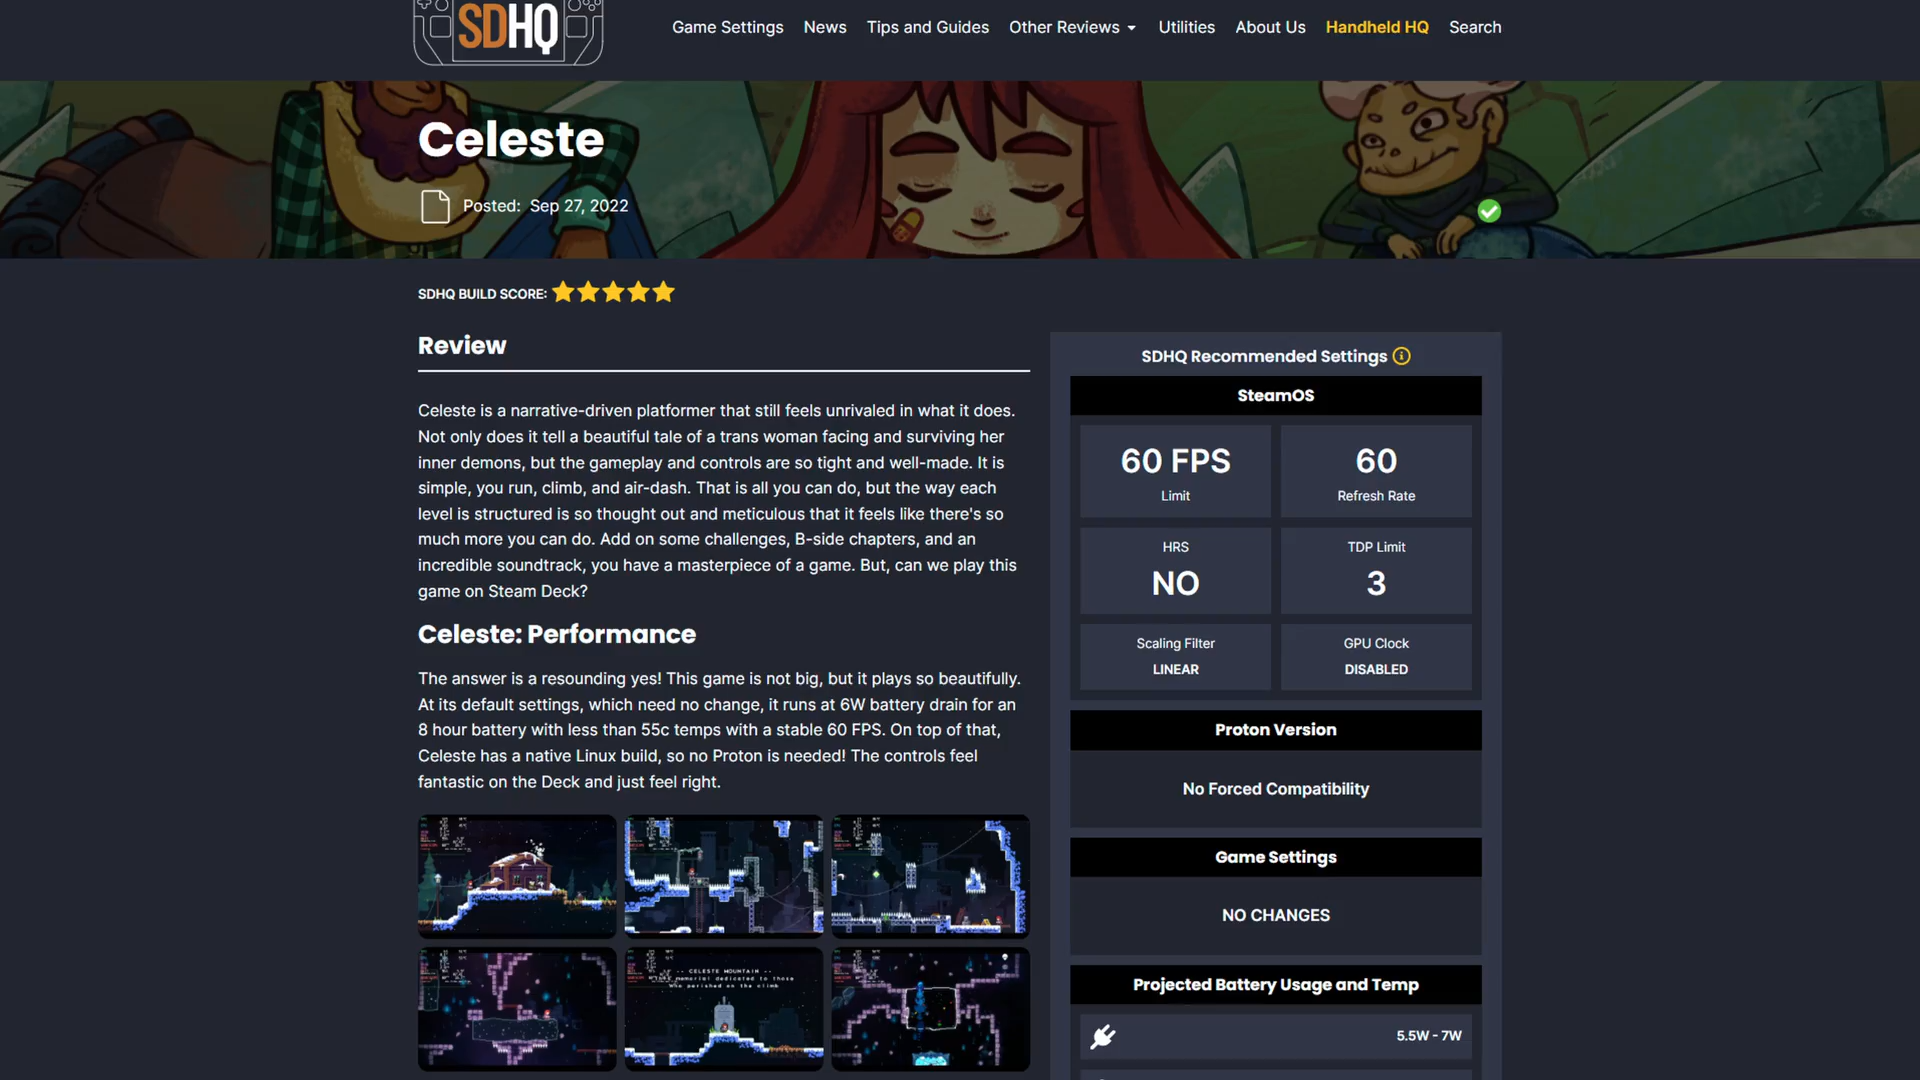 SDHQ
Game Settings
News
Tips and Guides
Other Reviews
Utilities
About Us
Handheld HQ
Search
Celeste
Posted: Sep 27, 2022
SDHQ BUILD SCORE:
Review
Celeste is a narrative-driven platformer that still feels unrivaled in what it does.
Not only does it tell a beautiful tale of a trans woman facing and surviving her
inner demons, but the gameplay and controls are so tight and well-made. It is
simple, you run, climb, and air-dash. That is all you can do, but the way each
level is structured is so thought out and meticulous that it feels like there's so
much more you can do. Add on some challenges, B-side chapters, and an
incredible soundtrack, you have a masterpiece of a game. But, can we play this
game on Steam Deck?
Celeste: Performance
The answer is a resounding yes! This game is not big, but it plays so beautifully.
At its default settings, which need no change, it runs at 6W battery drain for an
8 hour battery with less than 55c temps with a stable 60 FPS. On top of that,
Celeste has a native Linux build, so no Proton is needed! The controls feel
fantastic on the Deck and just feel right.
-- CELESTE MOUNTAIN --
memorial dedicated to those
who perished on the climb
SDHQ Recommended Settings
SteamOS
60 FPS
Limit
60
Refresh Rate
HRS
NO
TDP Limit
3
Scaling Filter
LINEAR
GPU Clock
DISABLED
Proton Version
No Forced Compatibility
Game Settings
NO CHANGES
Projected Battery Usage and Temp
5.5W - 7W